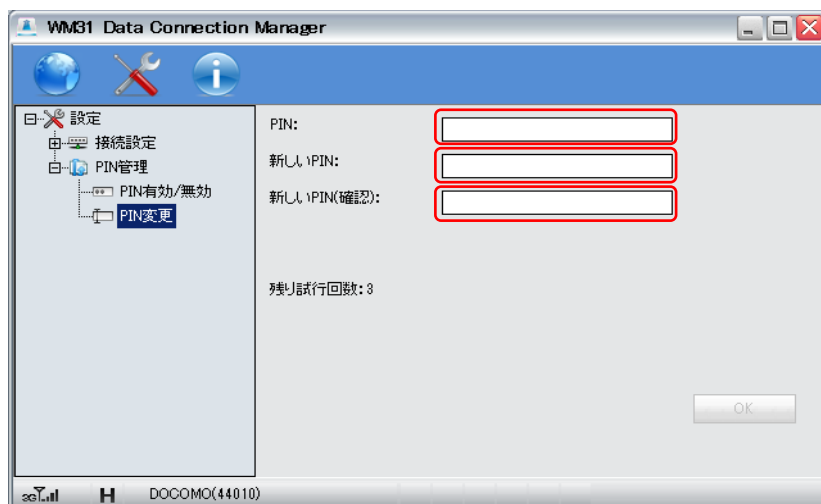 WM31 Data Connection Manager
設定
接続設定
PIN管理
PIN有効/無効
PIN変更
PIN:
新しいPIN:
新しいPIN(確認):
残り試行回数:3
OK
3G H DOCOMO(44010)